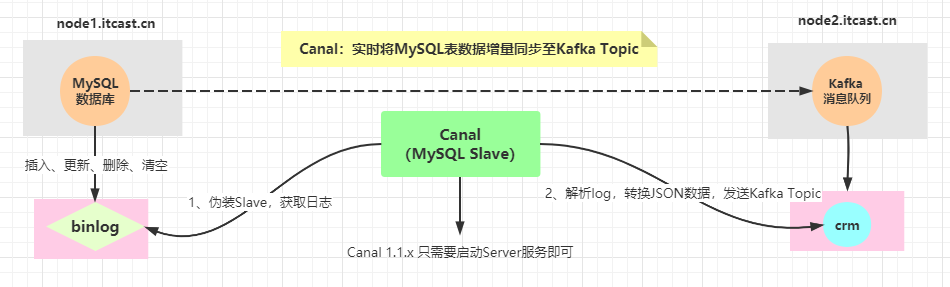 node1.itcast.cn
node2.itcast.cn
Canal：实时将MySQL表数据增量同步至Kafka Topic
MySQL
数据库
Kafka
消息队列
Canal
（MySQL Slave）
插入、更新、删除、清空
1、伪装Slave，获取日志
2、解析log，转换JSON数据，发送Kafka Topic
binlog
crm
Canal 1.1.x 只需要启动Server服务即可